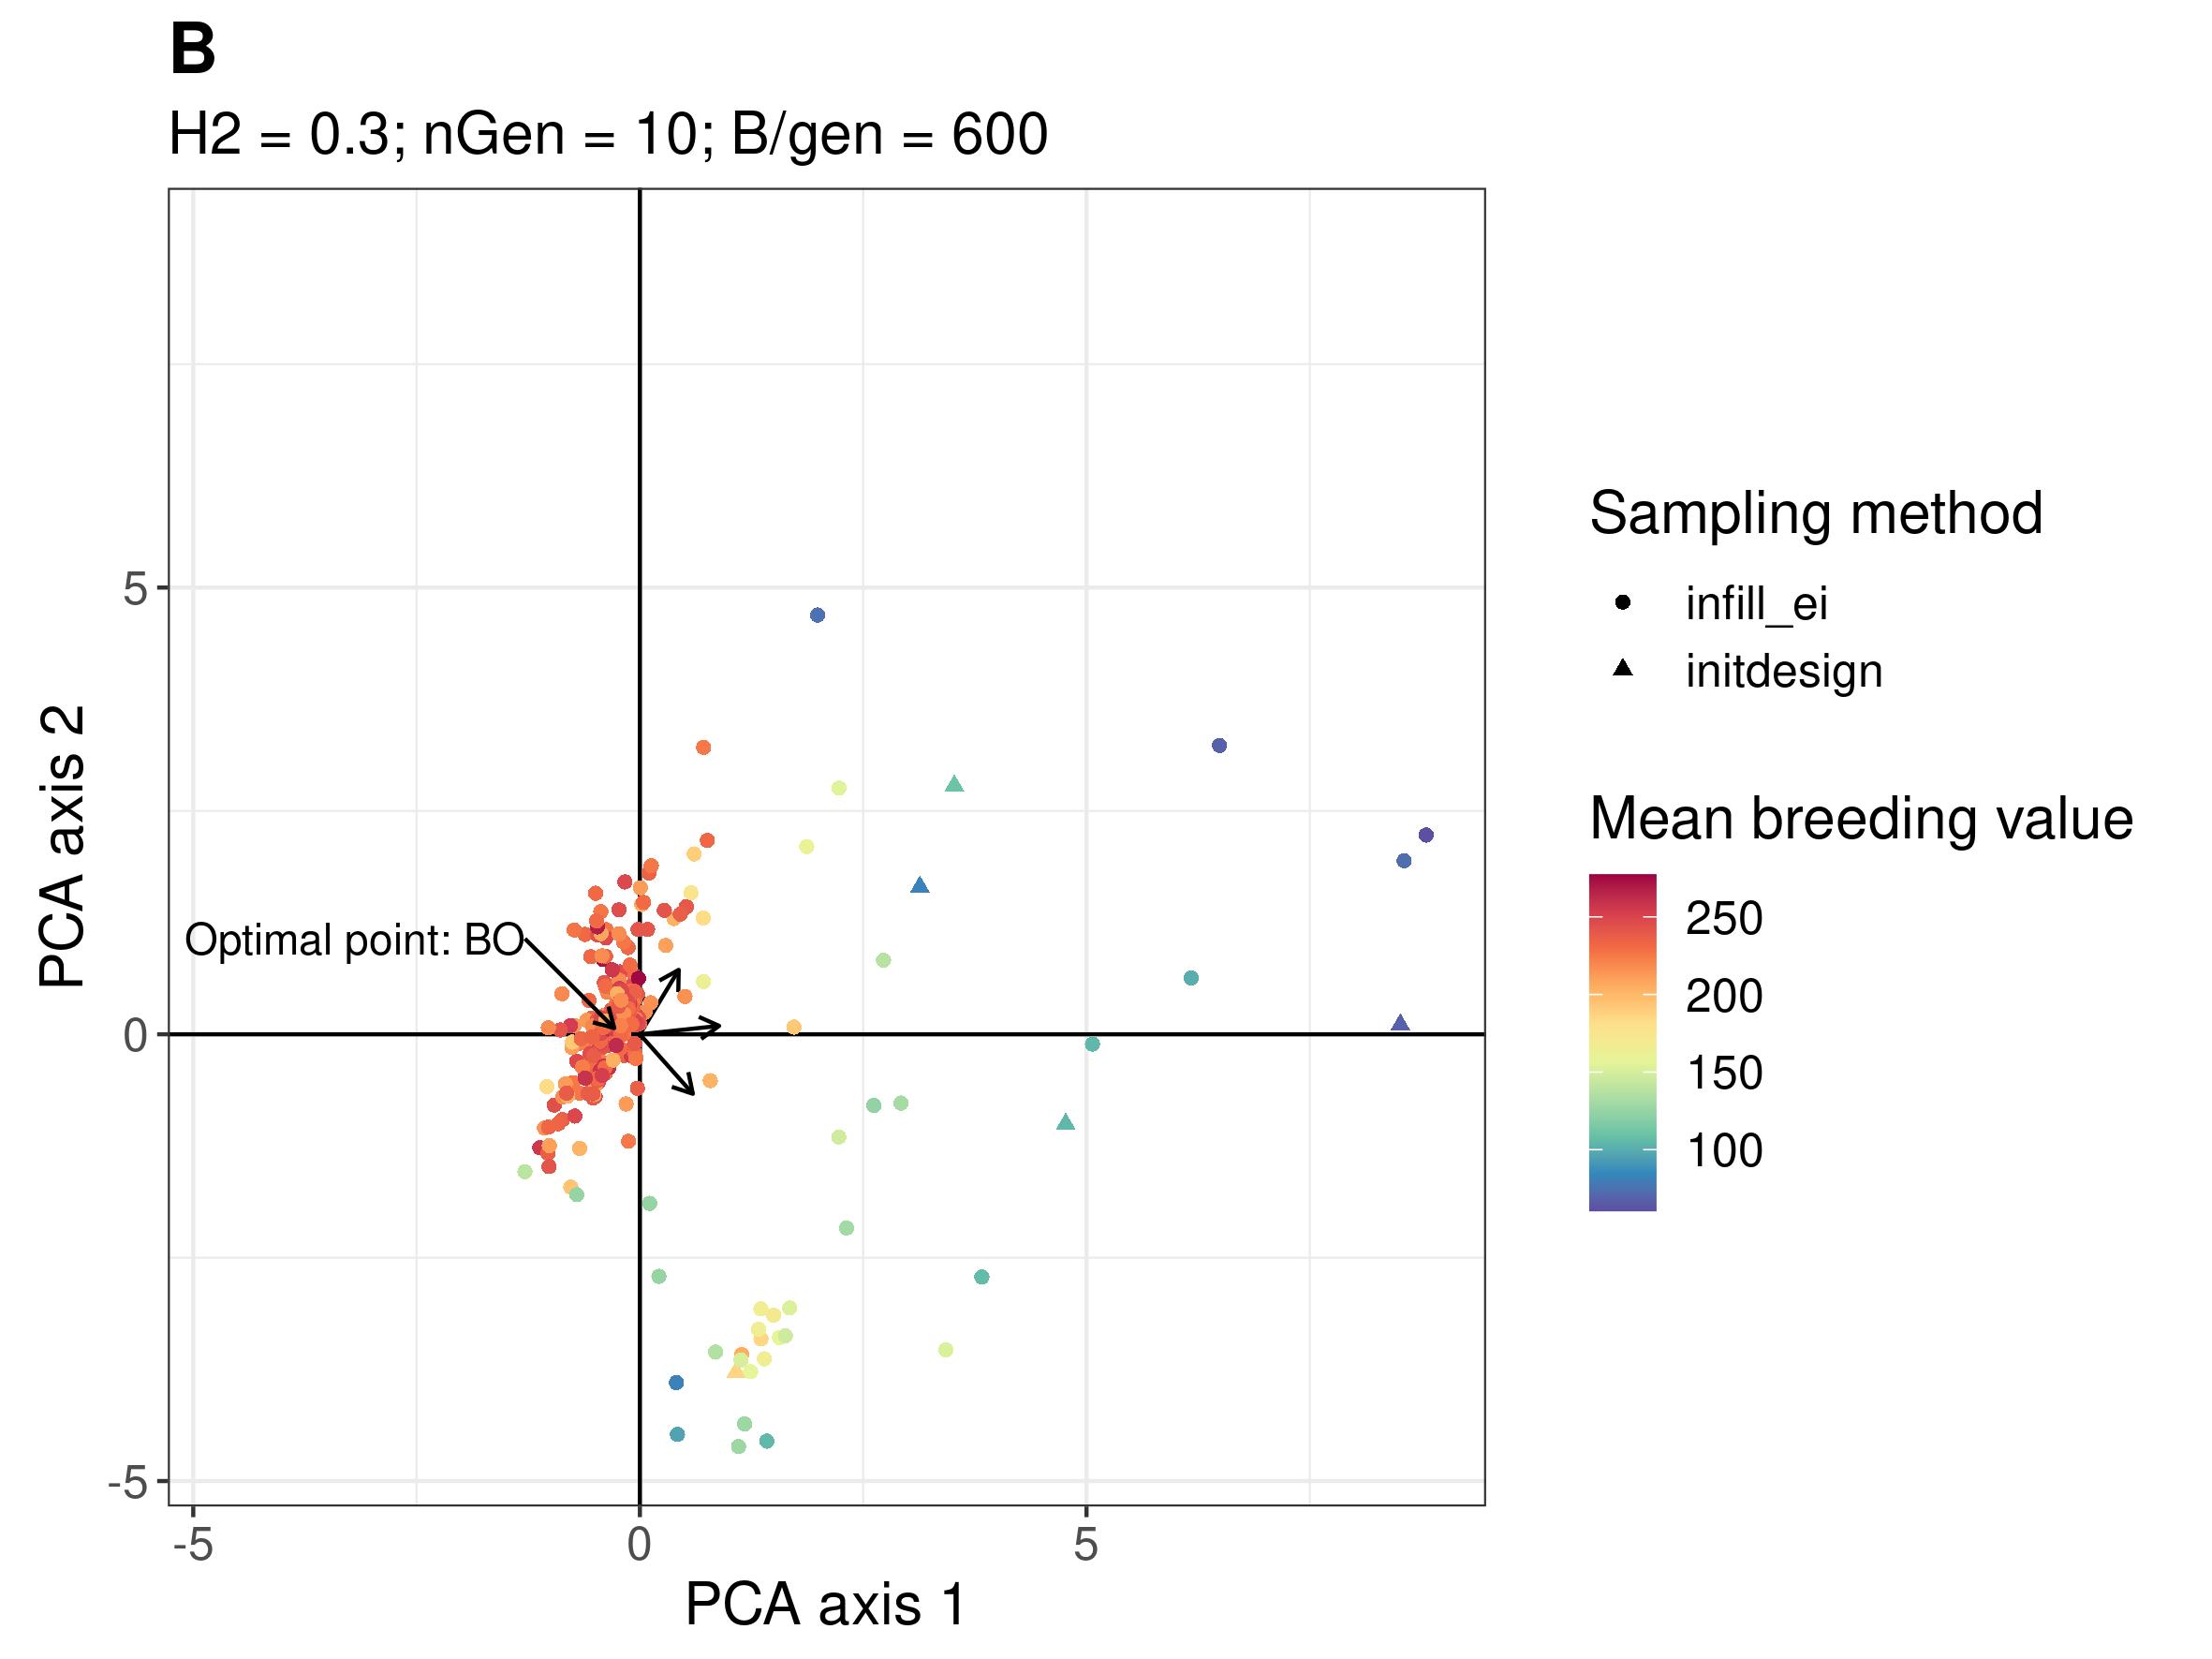 B
H2 = 0.3; nGen = 10; B/gen = 600
PCA axis 2
5
0
-5
Optimal point: BO
-5
0
5
PCA axis 1
Sampling method
infill_ei
initdesign
Mean breeding value
250
200
150
100